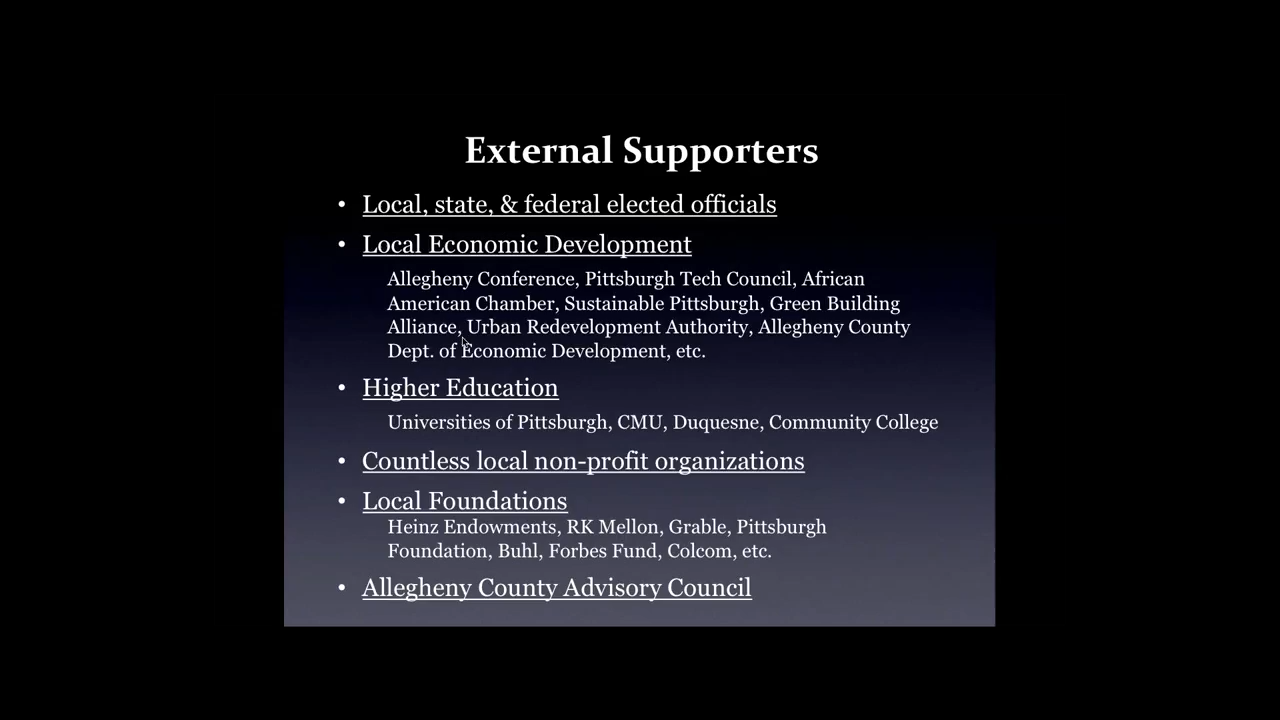 External Supporters
• Local, state, & federal elected officials
• Local Economic Development
Allegheny Conference, Pittsburgh Tech Council, African
American Chamber, Sustainable Pittsburgh, Green Building
Alliance, Urban Redevelopment Authority, Allegheny County
Dept. of Economic Development, etc.
• Higher Education
Universities of Pittsburgh, CMU, Duquesne, Community College
• Countless local non-profit organizations
• Local Foundations
Heinz Endowments, RK Mellon, Grable, Pittsburgh
Foundation, Buhl, Forbes Fund, Colcom, etc.
• Allegheny County Advisory Council